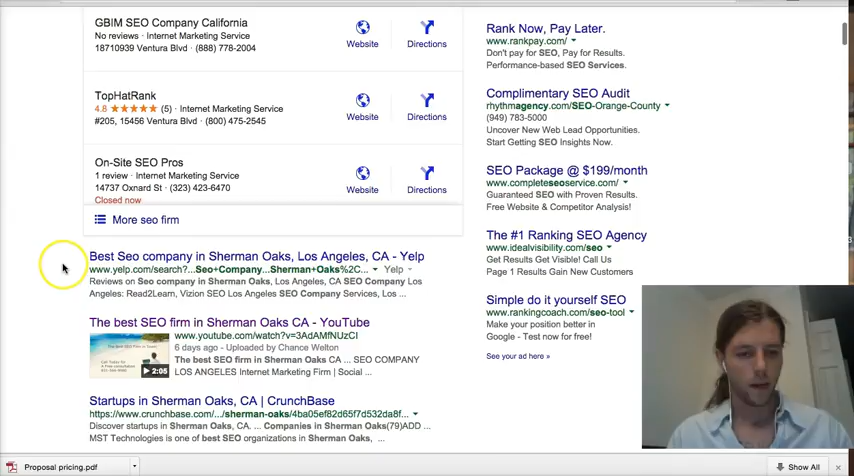 GBIM SEO Company California
No reviews · Internet Marketing Service
18710939 Ventura Blvd · (888) 778-2004
Website
Directions
TopHatRank
4.8 ★★★★★ (5) · Internet Marketing Service
#205, 15456 Ventura Blvd · (800) 475-2545
Website
Directions
On-Site SEO Pros
1 review · Internet Marketing Service
14737 Oxnard St · (323) 423-6470
Closed now
Website
Directions
More seo firm
Best Seo company in Sherman Oaks, Los Angeles, CA - Yelp
www.yelp.com/search?...Seo+Company...Sherman+Oaks%2C... Yelp
Reviews on Seo company in Sherman Oaks, Los Angeles, CA SEO Company Los
Angeles: Read2Learn, Vizion SEO Los Angeles SEO Company Services, Los ...
The best SEO firm in Sherman Oaks CA - YouTube
www.youtube.com/watch?v=3AdAMfNUzCI
6 days ago - Uploaded by Chance Welton
The best SEO firm in Sherman Oaks CA ... SEO COMPANY
LOS ANGELES Internet Marketing Firm | Social ...
2:05
Startups in Sherman Oaks, CA | CrunchBase
https://www.crunchbase.com/.../sherman-oaks/4ba05ef82d65f7d532da8f...
Discover startups in Sherman Oaks, CA. ... Companies in Sherman Oaks(79)ADD ...
MST Technologies is one of best SEO organizations in Sherman Oaks, ...
Rank Now, Pay Later.
www.rankpay.com/
Don't pay for SEO, Pay for Results.
Performance-based SEO Services.
Complimentary SEO Audit
rhythmagency.com/SEO-Orange-County
(949) 783-5000
Uncover New Web Lead Opportunities.
Start Getting SEO Insights Now.
SEO Package @ $199/month
www.completeseoservice.com/
Guaranteed SEO with Proven Results.
Free Website & Competitor Analysis!
The #1 Ranking SEO Agency
www.idealvisibility.com/seo
Get Results Get Visible! Call Us
Page 1 Results Gain New Customers
Simple do it yourself SEO
www.rankingcoach.com/seo-tool
Make your position better in
Google - Test now for free!
See your ad here »
Proposal pricing.pdf
Show All